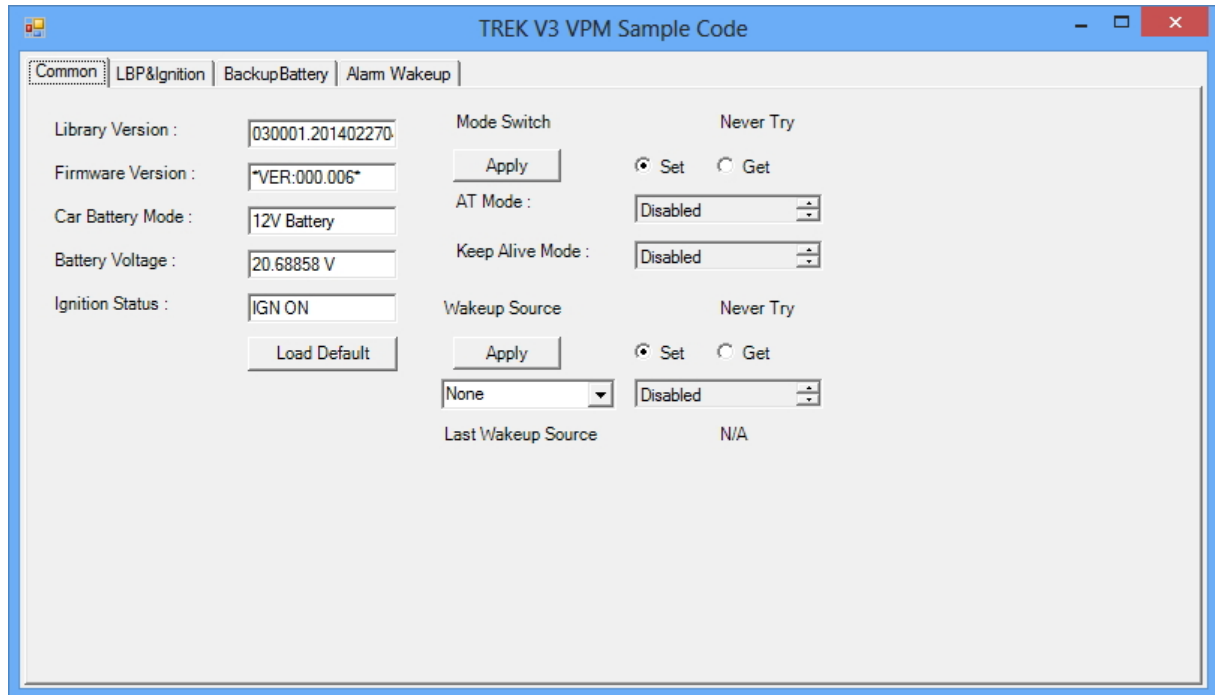 TREK V3 VPM Sample Code
Common LBP&Ignition BackupBattery Alarm Wakeup
Library Version : 030001.201402270
Firmware Version : *VER:000.006*
Car Battery Mode : 12V Battery
Battery Voltage : 20.68858 V
Ignition Status : IGN ON
Load Default
Mode Switch Never Try
Apply Set Get
AT Mode : Disabled
Keep Alive Mode : Disabled
Wakeup Source Never Try
Apply Set Get
None Disabled
Last Wakeup Source N/A